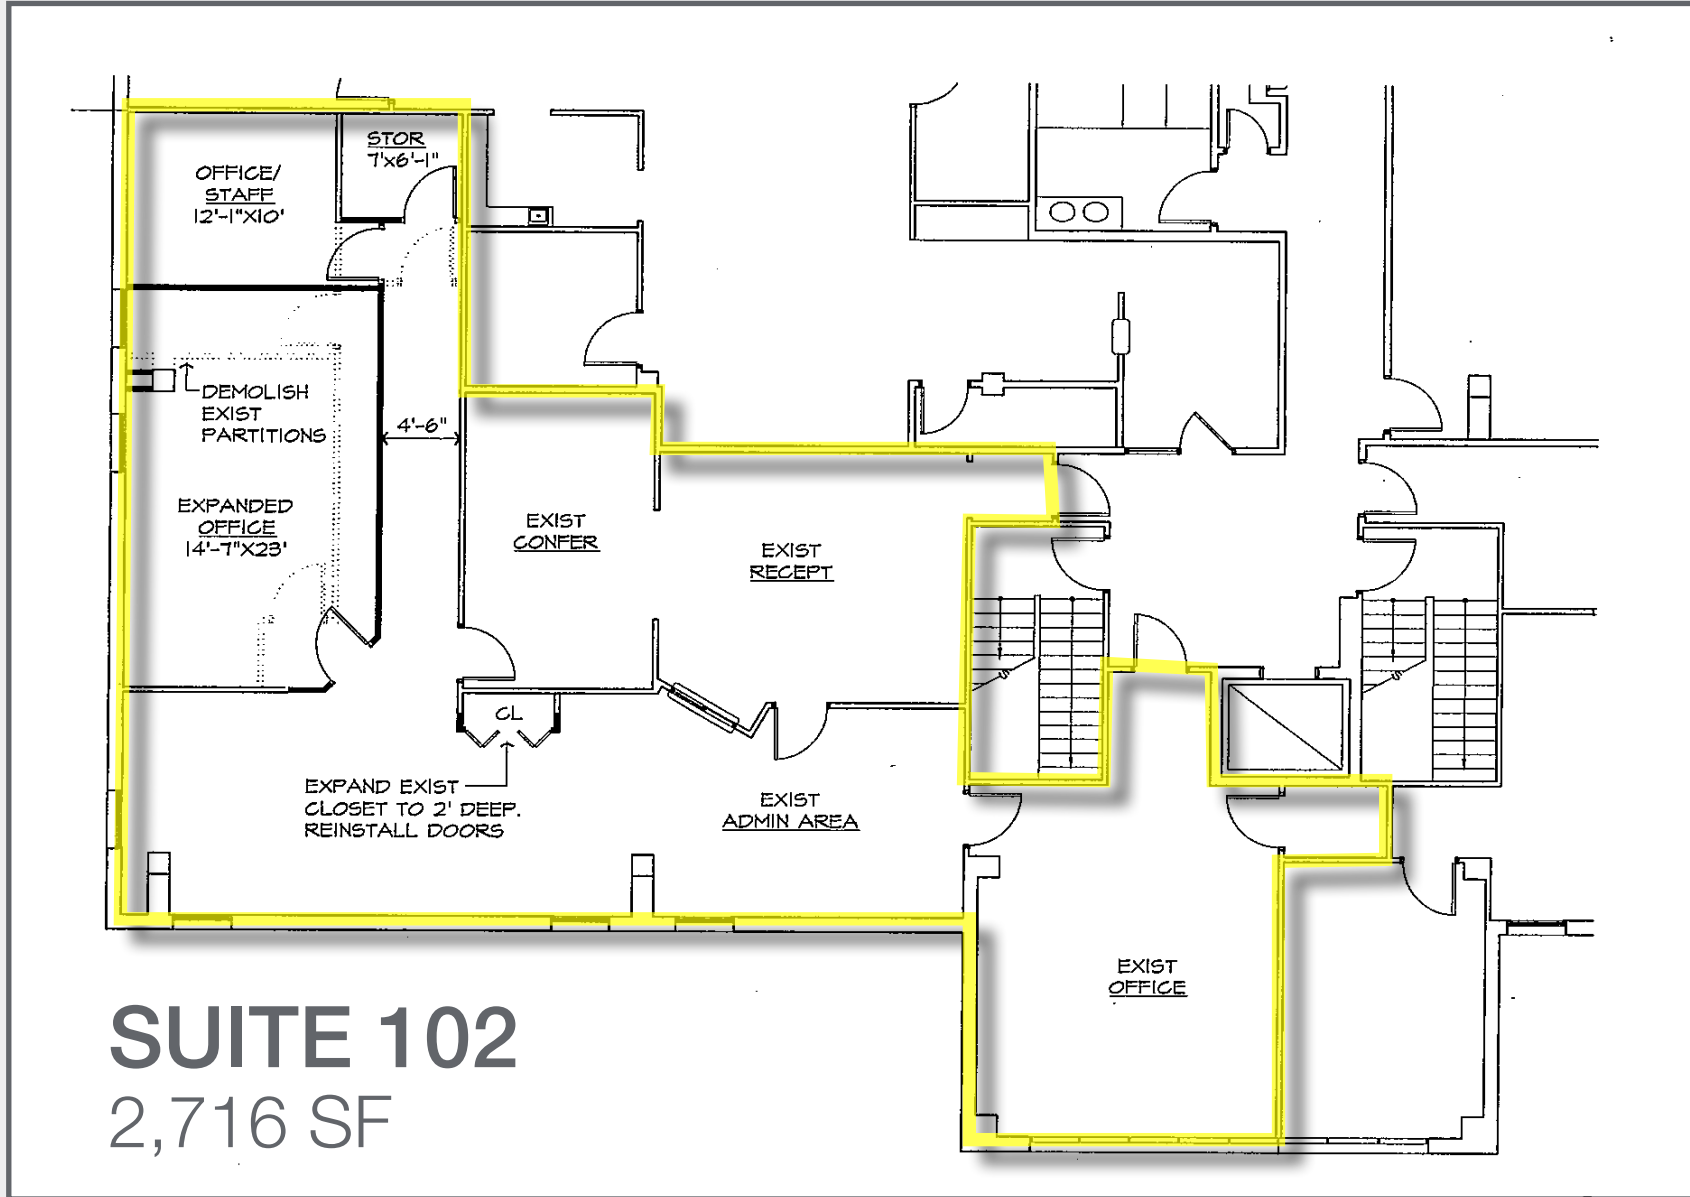 STOR
7'x6'-1"
OFFICE/
STAFF
12'-1"X10'
DEMOLISH
EXIST
PARTITIONS
4'-6"
EXPANDED
OFFICE
14'-7"X23'
EXIST
CONFER
EXIST
RECEPT
S
S
CL
EXPAND EXIST
CLOSET TO 2' DEEP.
REINSTALL DOORS
EXIST
ADMIN AREA
EXIST
OFFICE
SUITE 102
2,716 SF